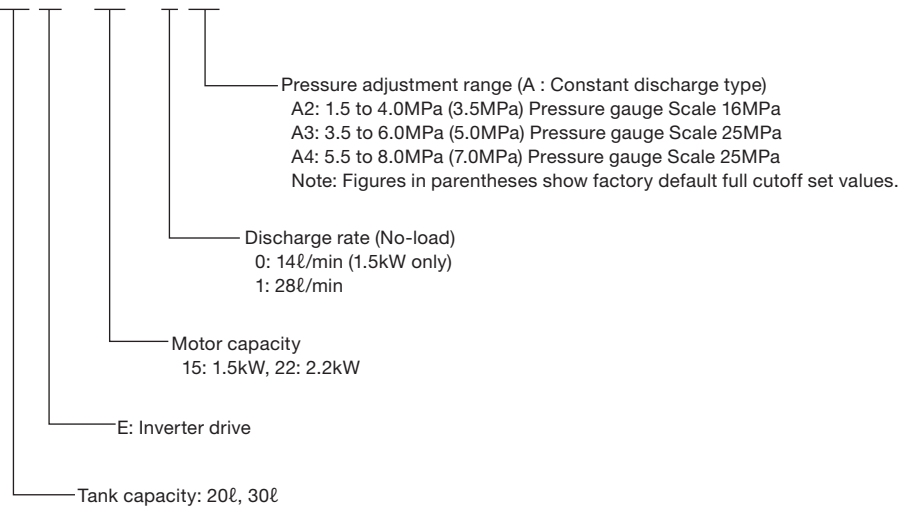 Pressure adjustment range (A : Constant discharge type)
A2: 1.5 to 4.0MPa (3.5MPa) Pressure gauge Scale 16MPa
A3: 3.5 to 6.0MPa (5.0MPa) Pressure gauge Scale 25MPa
A4: 5.5 to 8.0MPa (7.0MPa) Pressure gauge Scale 25MPa
Note: Figures in parentheses show factory default full cutoff set values.
Discharge rate (No-load)
0: 14ℓ/min (1.5kW only)
1: 28ℓ/min
Motor capacity
15: 1.5kW, 22: 2.2kW
E: Inverter drive
Tank capacity: 20ℓ, 30ℓ